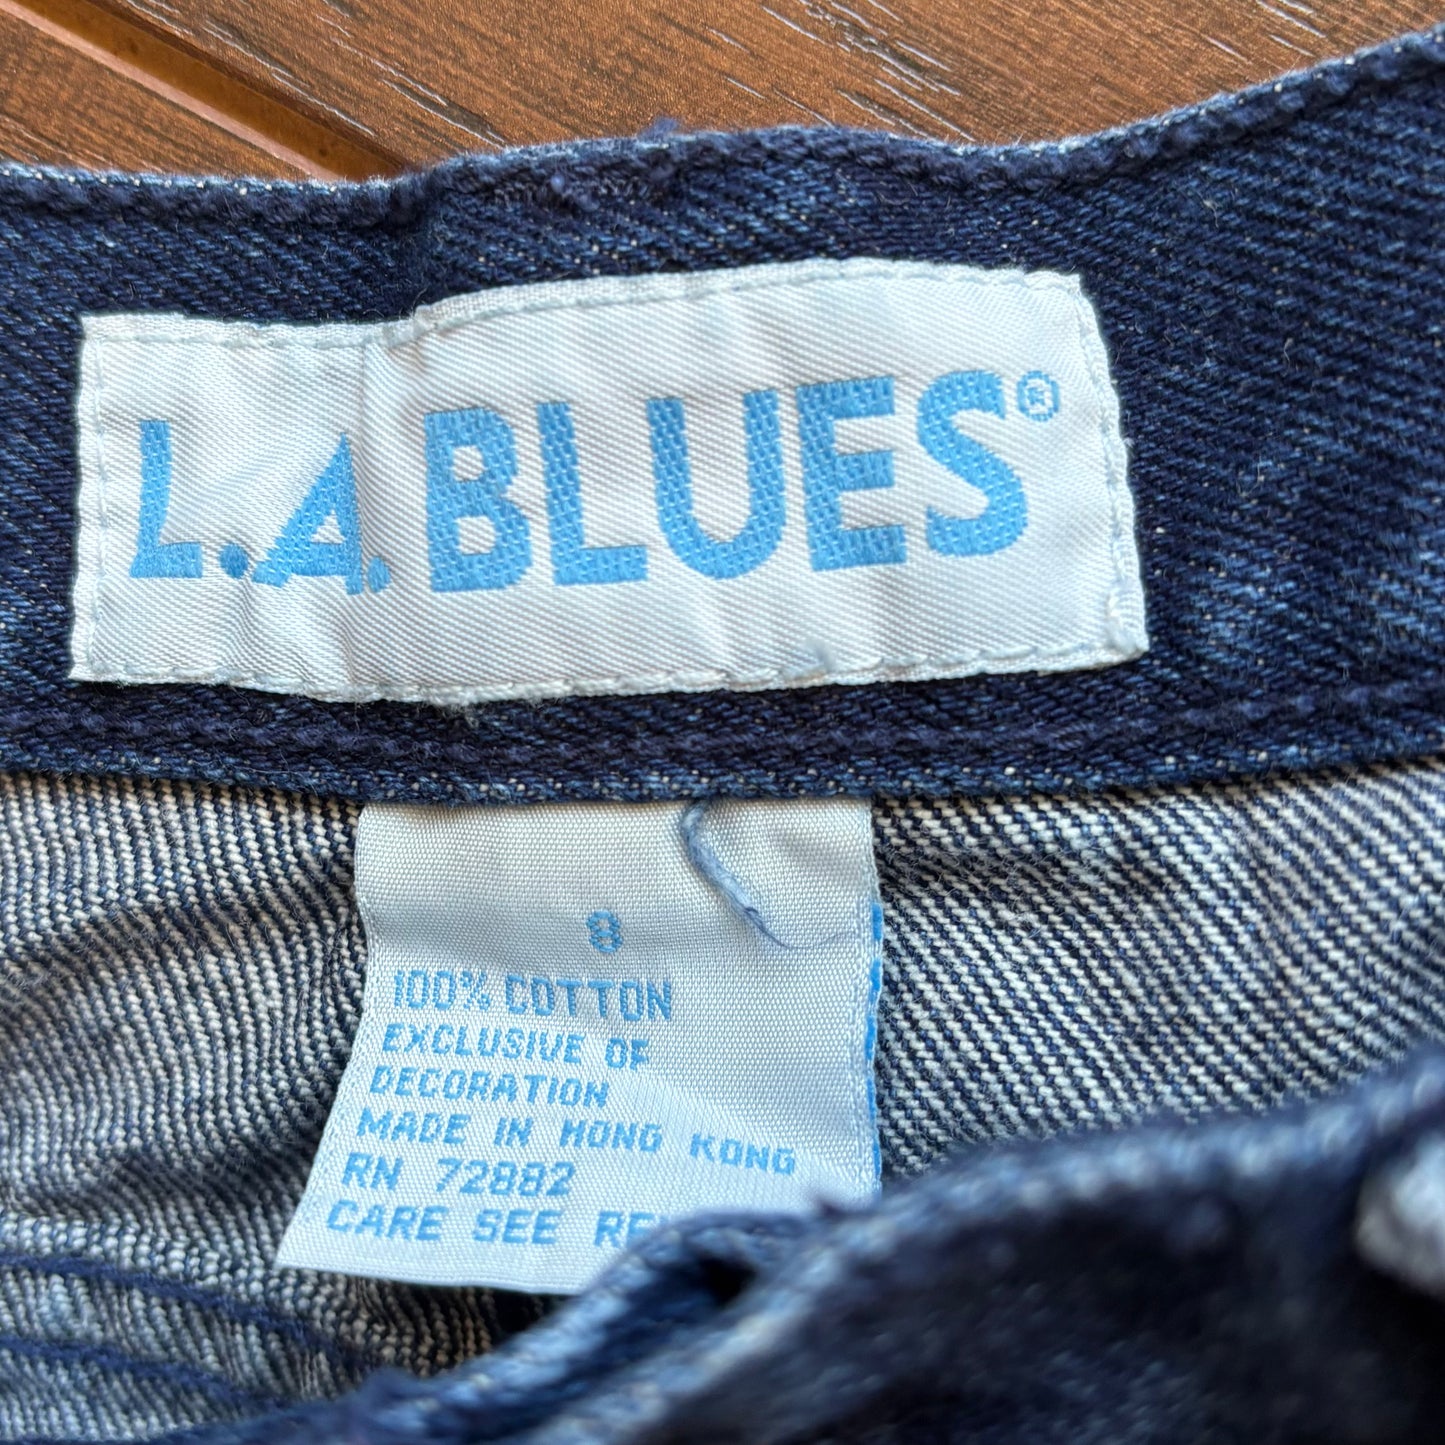 L.A. BLUES®
8
100% COTTON
EXCLUSIVE OF
DECORATION
MADE IN HONG KONG
RN 72882
CARE SEE